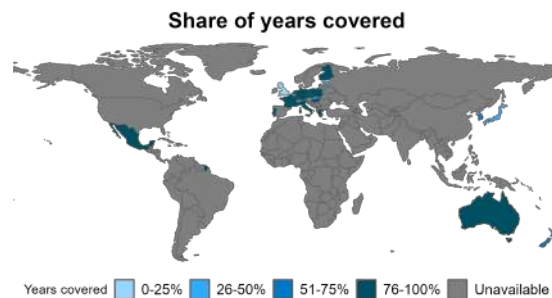 Share of years covered
Years covered 0-25% 26-50% 51-75% 76-100% Unavailable